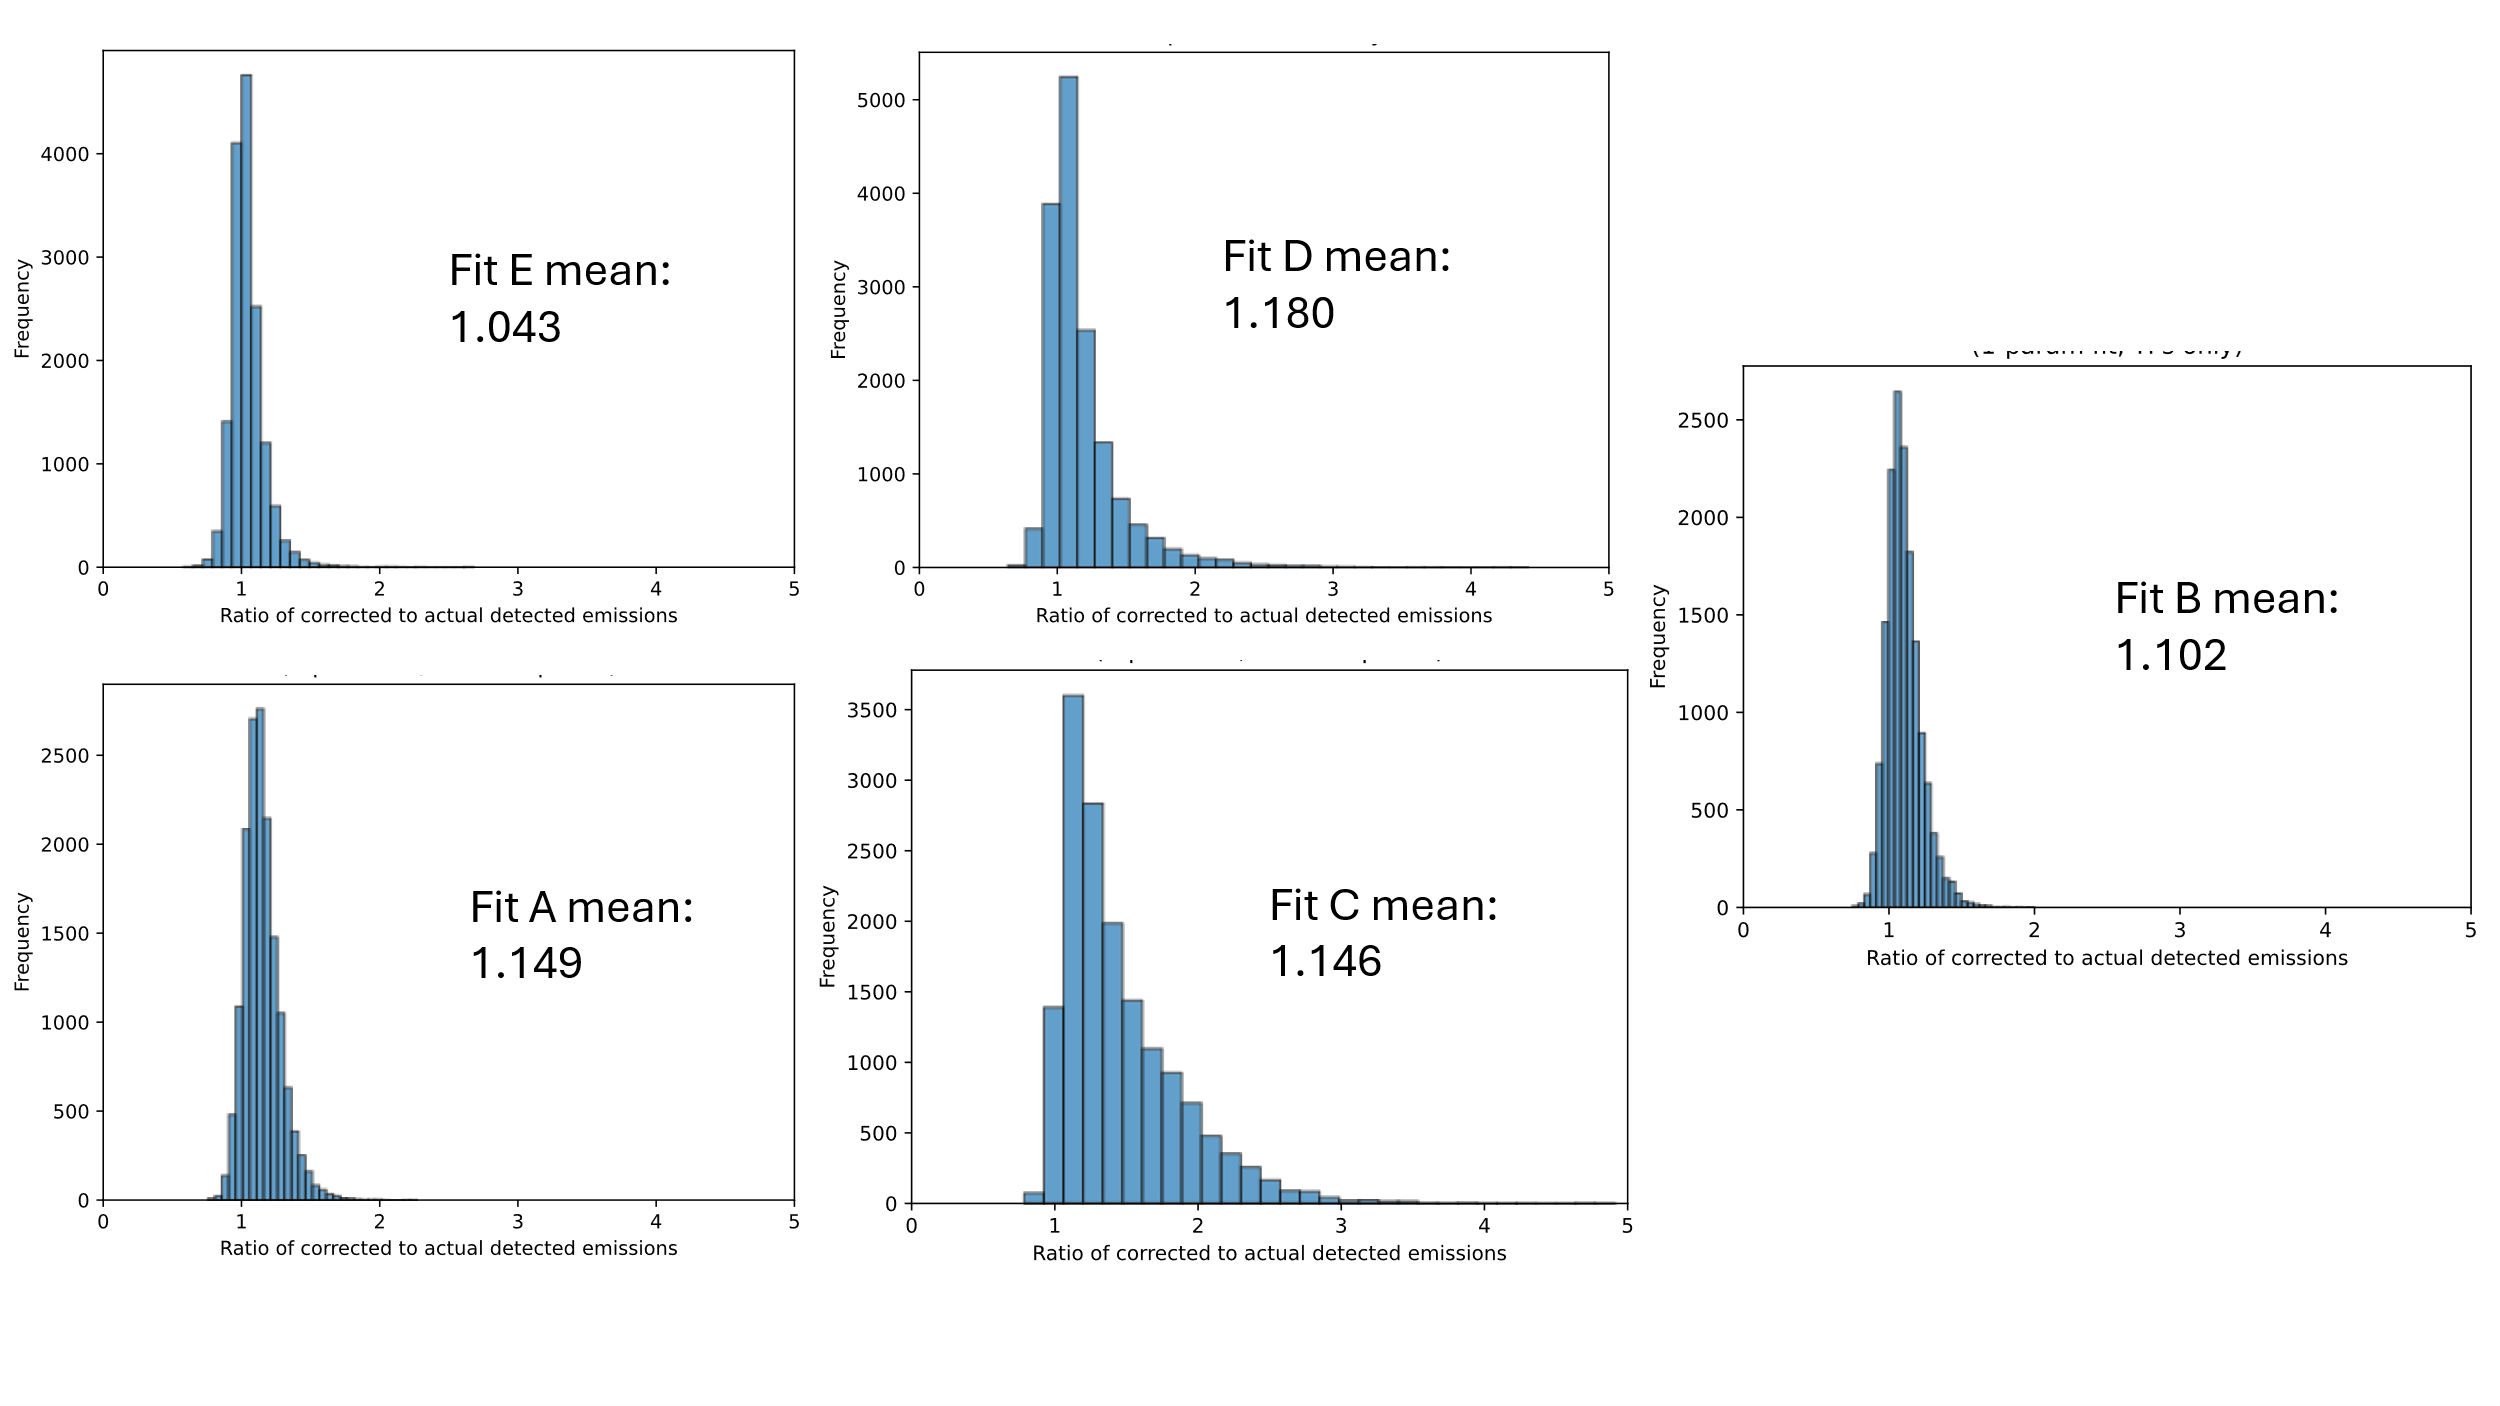 4000
3000
2000
1000
0
Frequency
0 1 2 3 4 5
Ratio of corrected to actual detected emissions
Fit E mean:
1.043
5000
4000
3000
2000
1000
0
Frequency
0 1 2 3 4 5
Ratio of corrected to actual detected emissions
Fit D mean:
1.180
2500
2000
1500
1000
500
0
Frequency
0 1 2 3 4 5
Ratio of corrected to actual detected emissions
Fit B mean:
1.102
2500
2000
1500
1000
500
0
Frequency
0 1 2 3 4 5
Ratio of corrected to actual detected emissions
Fit A mean:
1.149
3500
3000
2500
2000
1500
1000
500
0
Frequency
0 1 2 3 4 5
Ratio of corrected to actual detected emissions
Fit C mean:
1.146